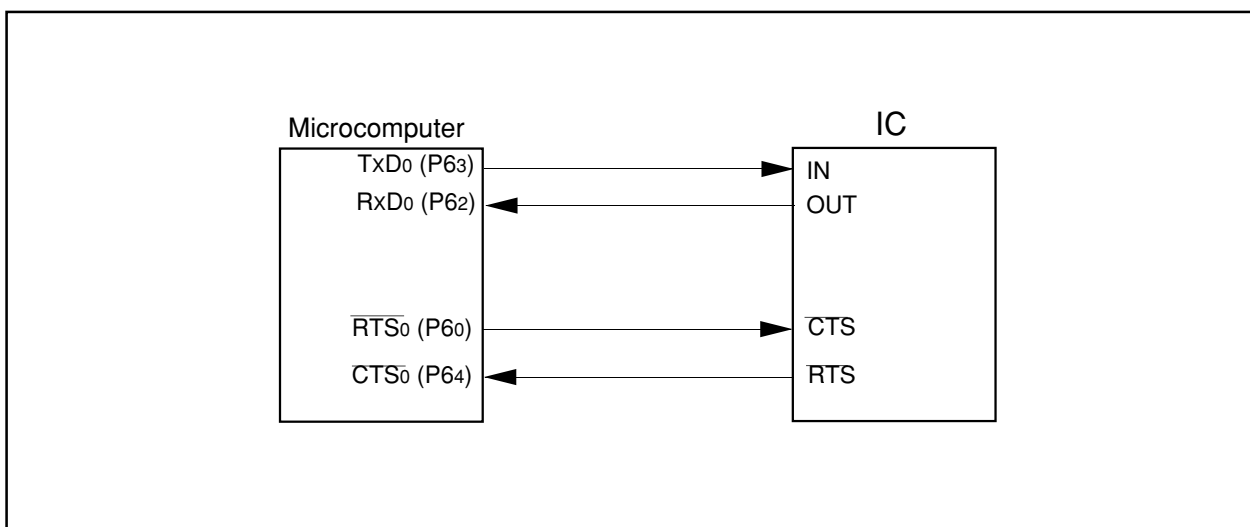 Microcomputer
TxD0 (P63)
RxD0 (P62)
RTS0 (P60)
CTS0 (P64)
IC
IN
OUT
CTS
RTS